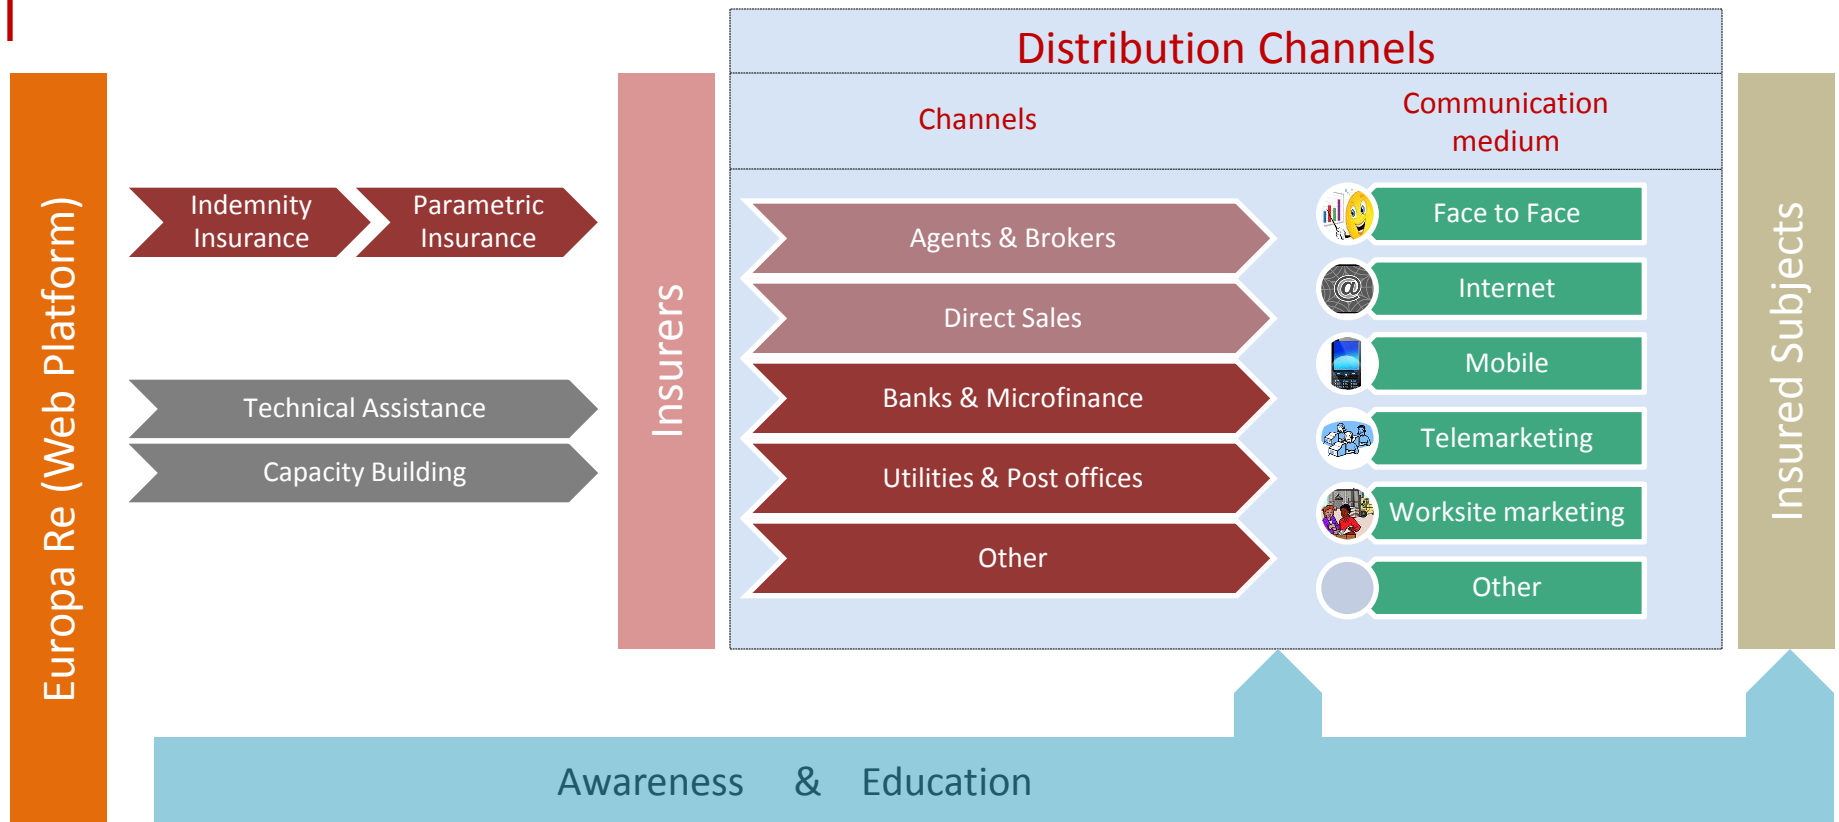 Distribution Channels
Channels
Communication
medium
Europa Re (Web Platform)
Indemnity
Insurance
Parametric
Insurance
Technical Assistance
Capacity Building
Insurers
Agents & Brokers
Direct Sales
Banks & Microfinance
Utilities & Post offices
Other
Face to Face
Internet
Mobile
Telemarketing
Worksite marketing
Other
Insured Subjects
Awareness & Education